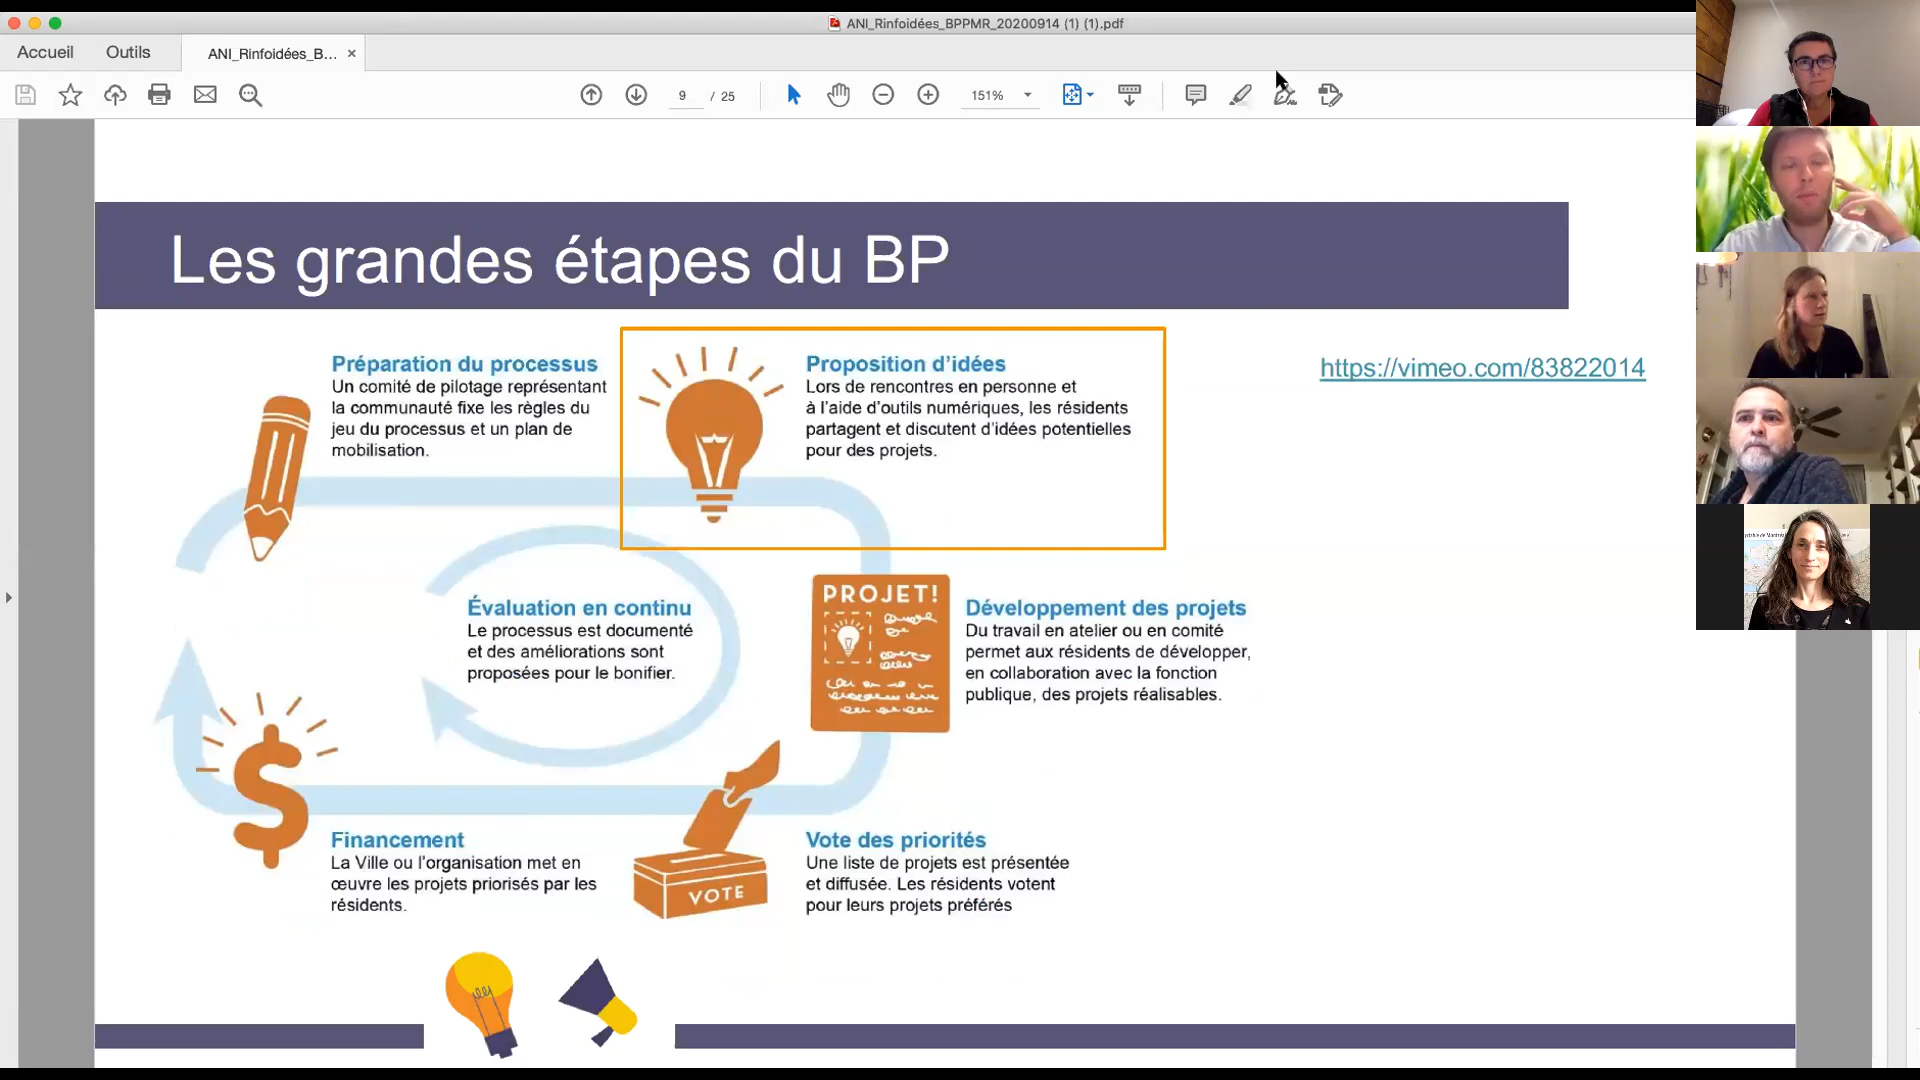 ANI_Rinfoidées_BPPMR_20200914 (1) (1).pdf
Accueil
Outils
ANI_Rinfoidées_B...
9 / 25
151%
Les grandes étapes du BP
Préparation du processus
Un comité de pilotage représentant
la communauté fixe les règles du
jeu du processus et un plan de
mobilisation.
Proposition d'idées
Lors de rencontres en personne et
à l'aide d'outils numériques, les résidents
partagent et discutent d'idées potentielles
pour des projets.
https://vimeo.com/83822014
Évaluation en continu
Le processus est documenté
et des améliorations sont
proposées pour le bonifier.
PROJET!
Développement des projets
Du travail en atelier ou en comité
permet aux résidents de développer,
en collaboration avec la fonction
publique, des projets réalisables.
Financement
La Ville ou l'organisation met en
œuvre les projets priorisés par les
résidents.
VOTE
Vote des priorités
Une liste de projets est présentée
et diffusée. Les résidents votent
pour leurs projets préférés